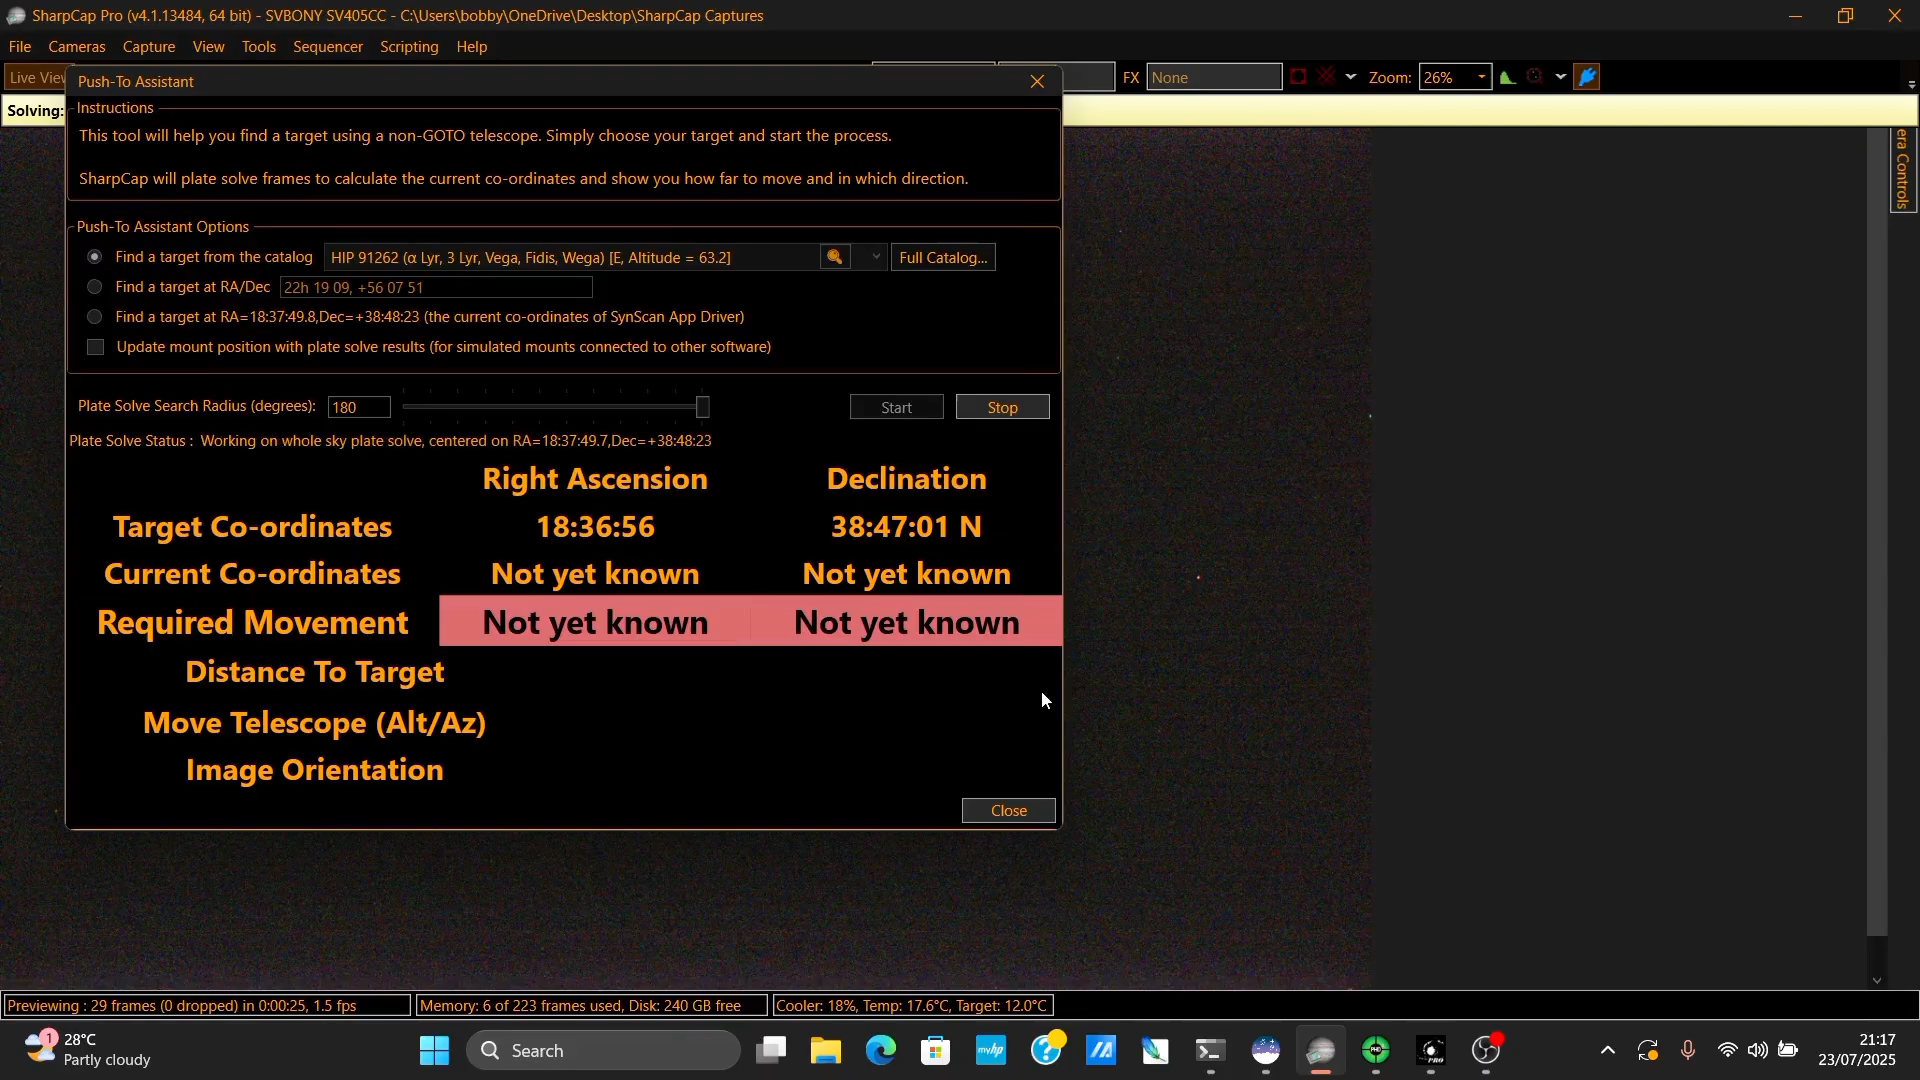 SharpCap Pro (v4.1.13484, 64 bit) - SVBONY SV405CC - C:\Users\bobby\OneDrive\Desktop\SharpCap Captures
File Cameras Capture View Tools Sequencer Scripting Help
Live View
FX None Zoom: 26%
Push-To Assistant
Solving:
Instructions
This tool will help you find a target using a non-GOTO telescope. Simply choose your target and start the process.
SharpCap will plate solve frames to calculate the current co-ordinates and show you how far to move and in which direction.
era Controls
Push-To Assistant Options
Find a target from the catalog HIP 91262 (α Lyr, 3 Lyr, Vega, Fidis, Wega) [E, Altitude = 63.2] Full Catalog...
Find a target at RA/Dec 22h 19 09, +56 07 51
Find a target at RA=18:37:49.8,Dec=+38:48:23 (the current co-ordinates of SynScan App Driver)
Update mount position with plate solve results (for simulated mounts connected to other software)
Plate Solve Search Radius (degrees): 180 Start Stop
Plate Solve Status : Working on whole sky plate solve, centered on RA=18:37:49.7,Dec=+38:48:23
Right Ascension Declination
Target Co-ordinates 18:36:56 38:47:01 N
Current Co-ordinates Not yet known Not yet known
Required Movement Not yet known Not yet known
Distance To Target
Move Telescope (Alt/Az)
Image Orientation
Close
Previewing : 29 frames (0 dropped) in 0:00:25, 1.5 fps Memory: 6 of 223 frames used, Disk: 240 GB free Cooler: 18%, Temp: 17.6°C, Target: 12.0°C
1 28°C
Partly cloudy
Search
myhp
PRO
21:17
23/07/2025